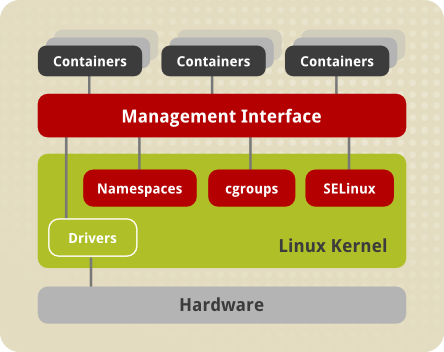 Containers
Containers
Containers
Management Interface
Namespaces
cgroups
SELinux
Drivers
Linux Kernel
Hardware